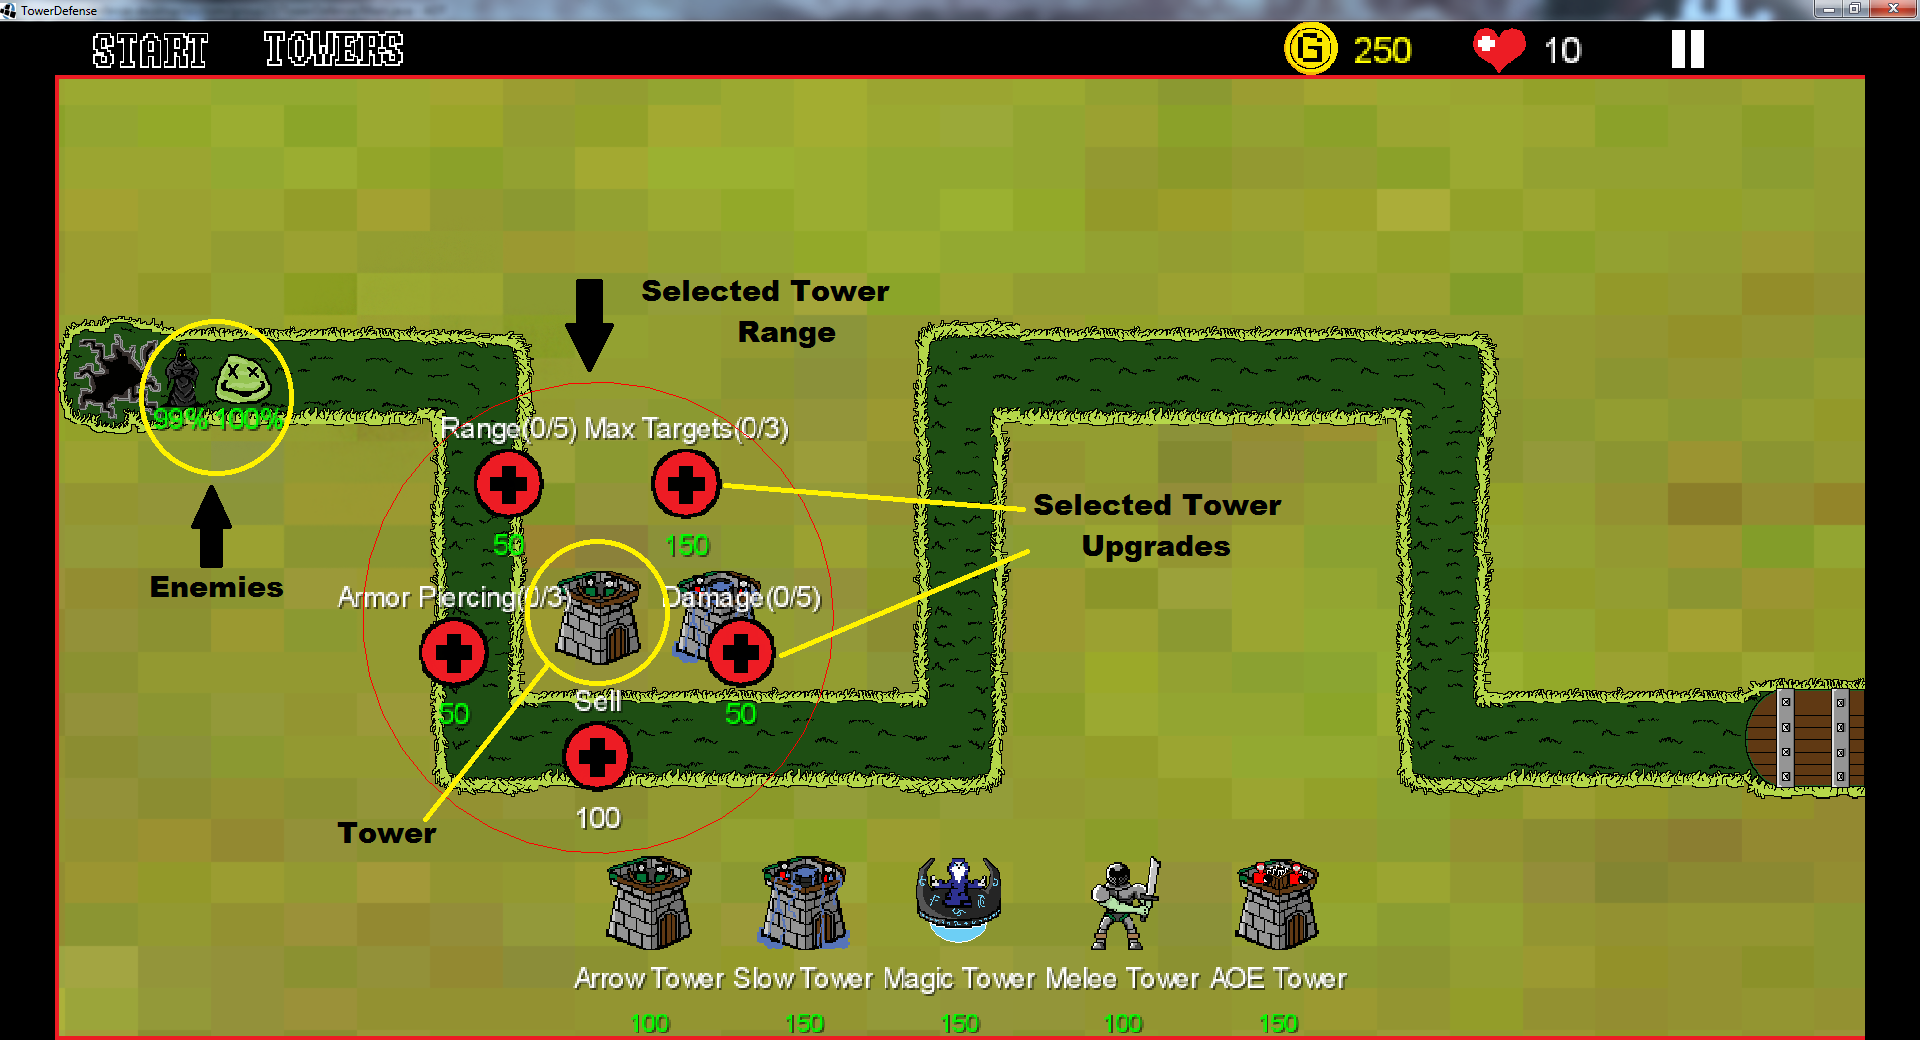 TowerDefense
START TOWERS
G 250 10
Selected Tower
Range
99% 100%
Range(0/5) Max Targets(0/3)
50 150
Selected Tower
Upgrades
Enemies
Armor Piercing(0/3) Damage(0/5)
50 50
Sell
100
Tower
Arrow Tower Slow Tower Magic Tower Melee Tower AOE Tower
100 150 150 100 150